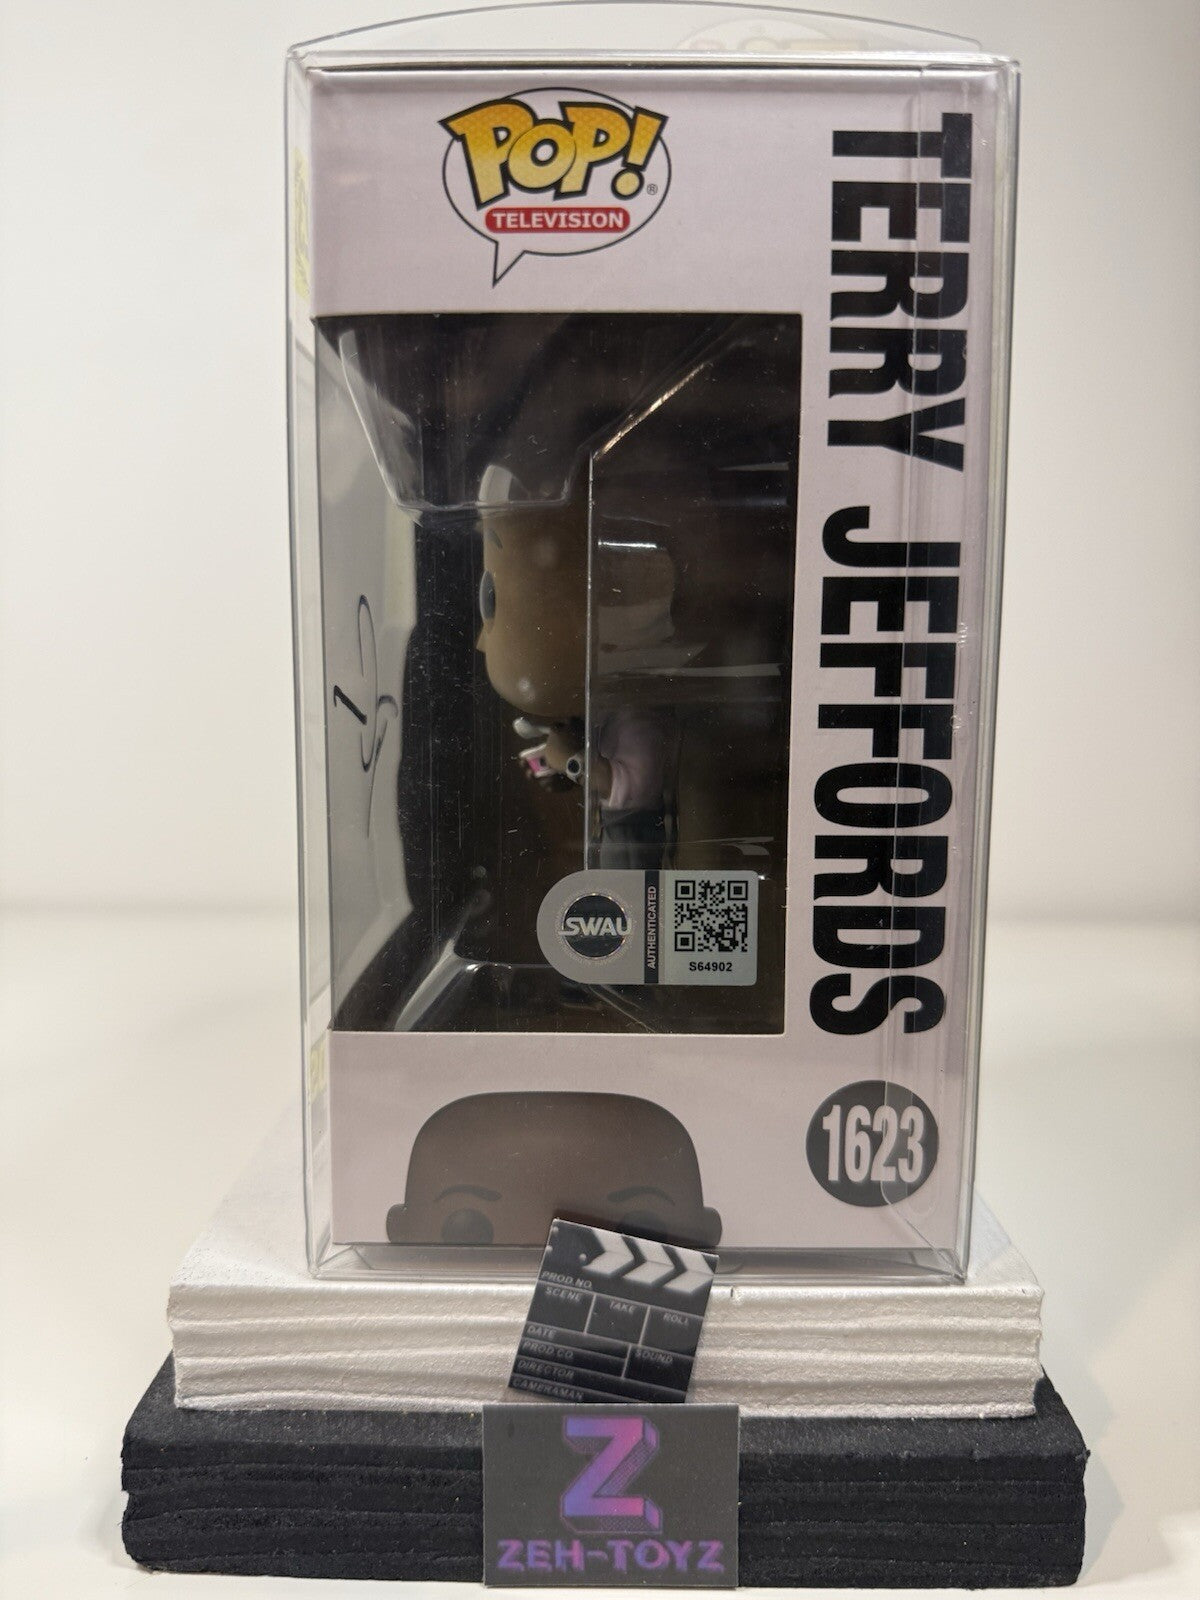 POP!
®
TELEVISION
TERRY JEFFORDS
SWAU
AUTHENTICATED
S64902
1623
PROD.NO.
SCENE TAKE ROLL
DATE
PROD.CO. SOUND
DIRECTOR
CAMERAMAN
Z
ZEH-TOYZ